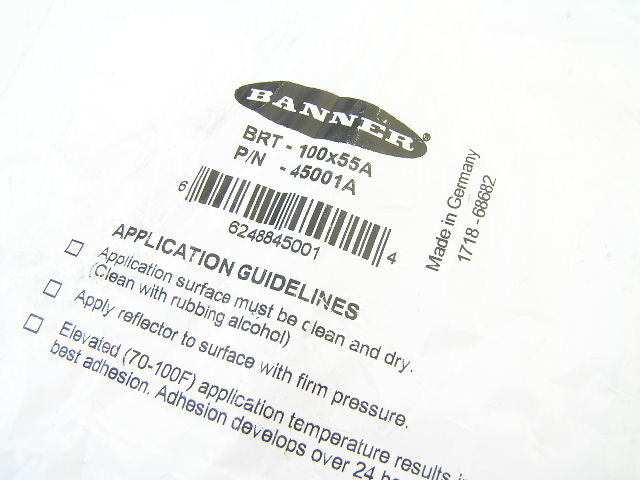 BANNER®
BRT - 100x55A
P/N - 45001A
6 6248845001 4
Made in Germany
1718 - 68682
APPLICATION GUIDELINES
Application surface must be clean and dry.
(Clean with rubbing alcohol)
Apply reflector to surface with firm pressure.
Elevated (70-100F) application temperature results
best adhesion. Adhesion develops over 24